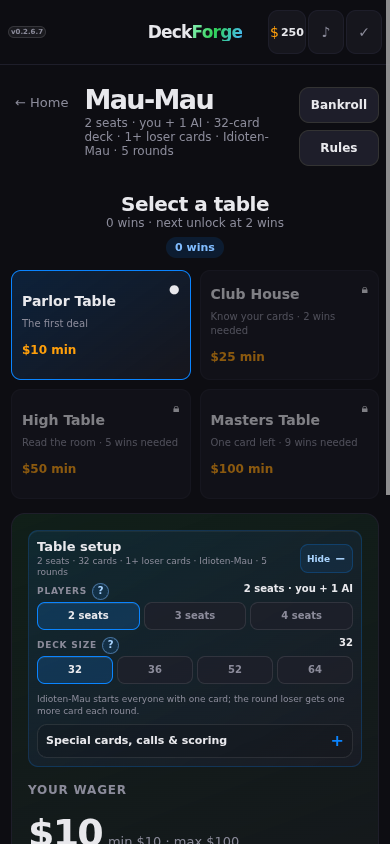 v0.2.6.7
DeckForge
$ 250
♪
✓
← Home
Mau-Mau
2 seats · you + 1 AI · 32-card
deck · 1+ loser cards · Idioten-
Mau · 5 rounds
Bankroll
Rules
Select a table
0 wins · next unlock at 2 wins
0 wins
Parlor Table
The first deal
$10 min
Club House
Know your cards · 2 wins
needed
$25 min
High Table
Read the room · 5 wins needed
$50 min
Masters Table
One card left · 9 wins needed
$100 min
Table setup
2 seats · 32 cards · 1+ loser cards · Idioten-Mau · 5
rounds
Hide −
PLAYERS ?
2 seats · you + 1 AI
2 seats
3 seats
4 seats
DECK SIZE ?
32
32
36
52
64
Idioten-Mau starts everyone with one card; the round loser gets one
more card each round.
Special cards, calls & scoring +
YOUR WAGER
$10 min $10 · max $100